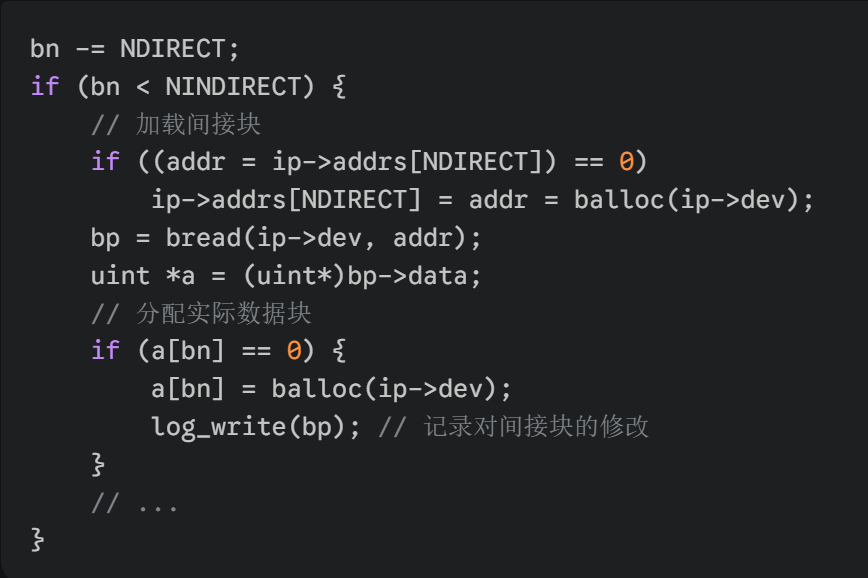 bn -= NDIRECT;
if (bn < NINDIRECT) {
    // 加载间接块
    if ((addr = ip->addrs[NDIRECT]) == 0)
        ip->addrs[NDIRECT] = addr = balloc(ip->dev);
    bp = bread(ip->dev, addr);
    uint *a = (uint*)bp->data;
    // 分配实际数据块
    if (a[bn] == 0) {
        a[bn] = balloc(ip->dev);
        log_write(bp); // 记录对间接块的修改
    }
    // ...
}